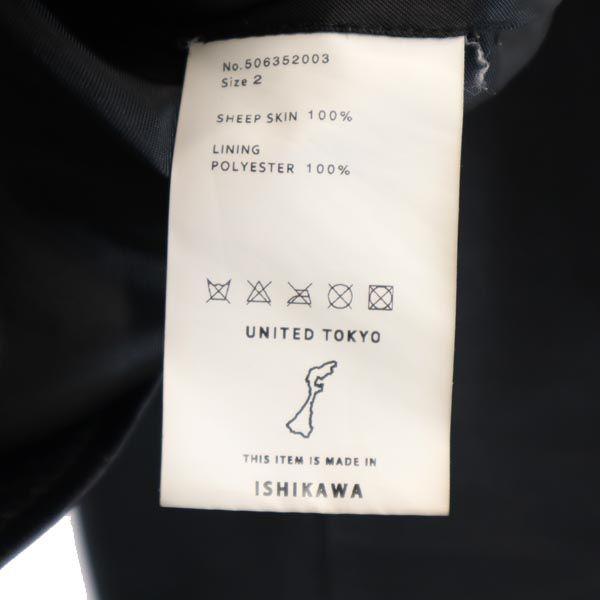 No.506352003
Size 2
SHEEP SKIN 100%
LINING
POLYESTER 100%
UNITED TOKYO
THIS ITEM IS MADE IN
ISHIKAWA